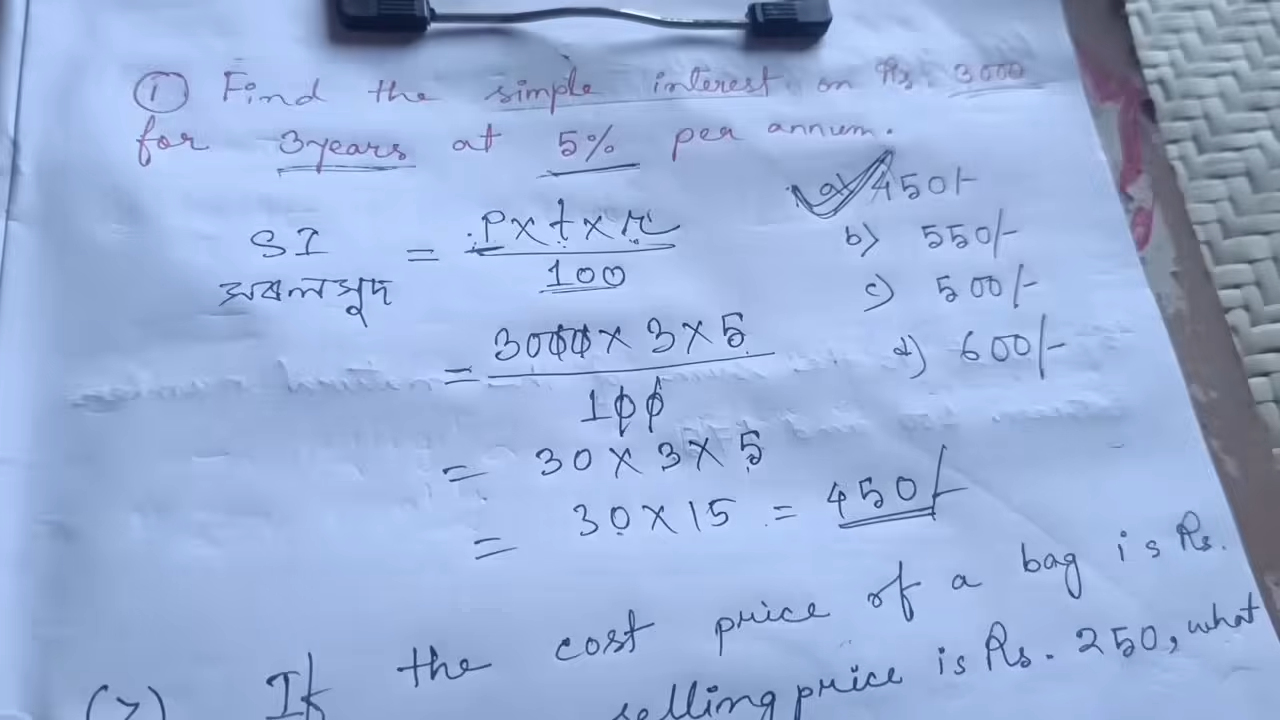 ① Find the simple interest on Rs. 3000
for 3years at 5% per annum.
a) 450/-
b) 550/-
c) 500/-
d) 600/-
SI = p x t x r
100
সৰলসুদ
= 3000 x 3 x 5
100
= 30 x 3 x 5
= 30 x 15 = 450/-
(2) If the cost price of a bag is Rs.
selling price is Rs. 250, what